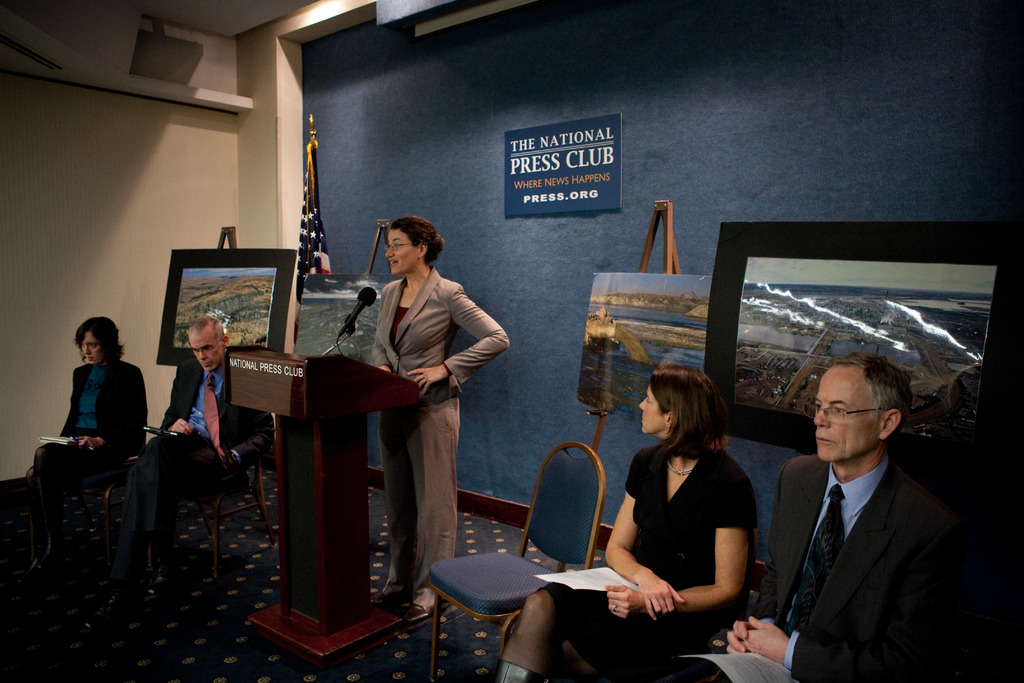 THE NATIONAL
PRESS CLUB
WHERE NEWS HAPPENS
PRESS.ORG
NATIONAL PRESS CLUB